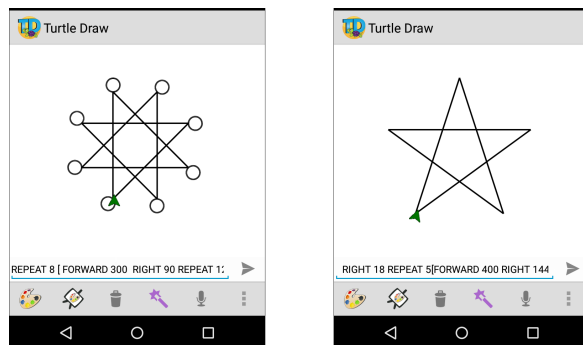 Turtle Draw
REPEAT 8 [ FORWARD 300  RIGHT 90 REPEAT 12
Turtle Draw
RIGHT 18 REPEAT 5[FORWARD 400 RIGHT 144